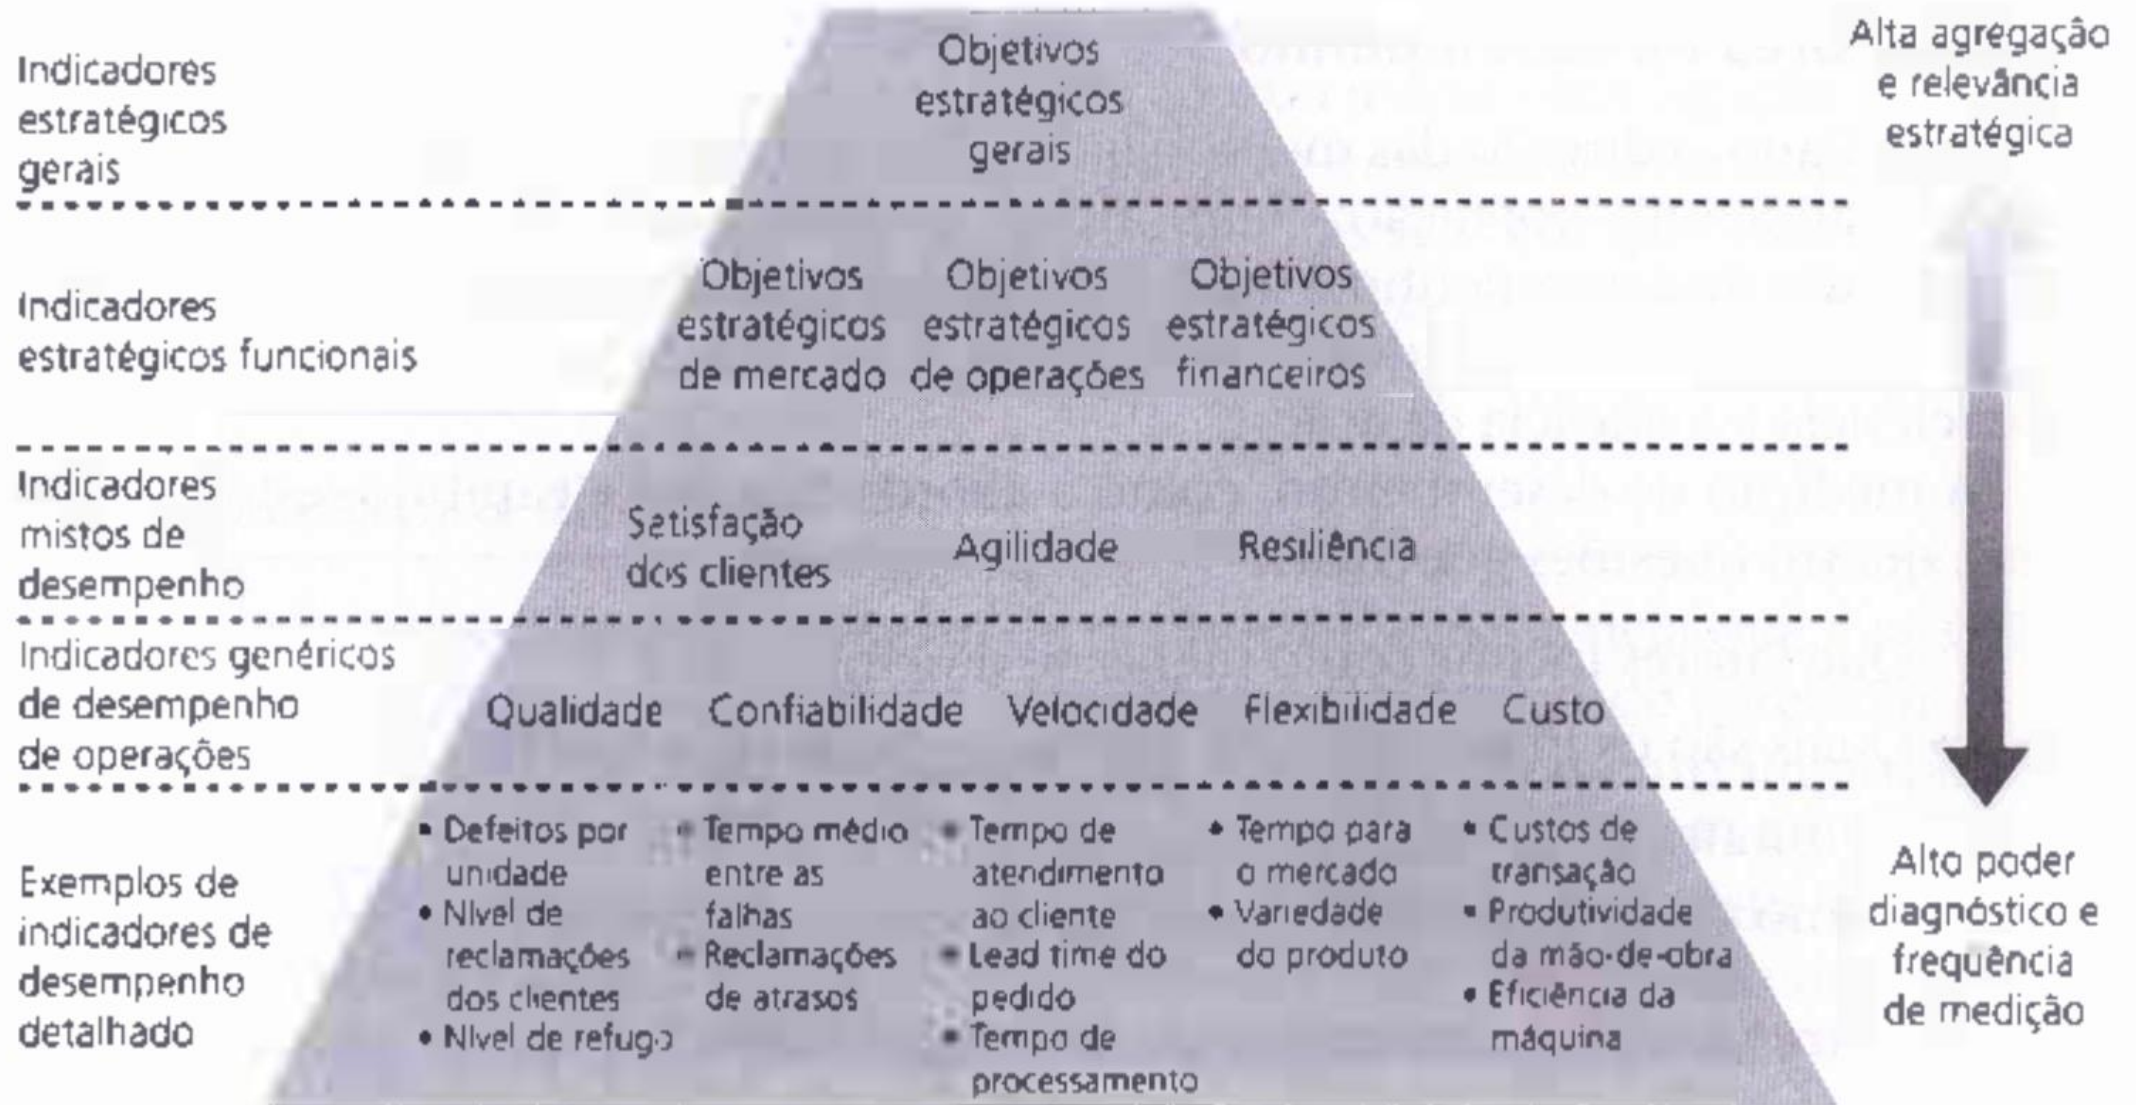 Indicadores
estratégicos
gerais
Objetivos
estratégicos
gerais
Alta agregação
e relevância
estratégica
Indicadores
estratégicos funcionais
Objetivos
estratégicos
de mercado
Objetivos
estratégicos
de operações
Objetivos
estratégicos
financeiros
Indicadores
mistos de
desempenho
Satisfação
dos clientes
Agilidade
Resiliência
Indicadores genéricos
de desempenho
de operações
Qualidade
Confiabilidade
Velocidade
Flexibilidade
Custo
Exemplos de
indicadores de
desempenho
detalhado
• Defeitos por
unidade
• Nível de
reclamações
dos clientes
• Nível de refugo
• Tempo médio
entre as
falhas
• Reclamações
de atrasos
• Tempo de
atendimento
ao cliente
• Lead time do
pedido
• Tempo de
processamento
• Tempo para
o mercado
• Variedade
do produto
• Custos de
transação
• Produtividade
da mão-de-obra
• Eficiência da
máquina
Alto poder
diagnóstico e
freqüência
de medição